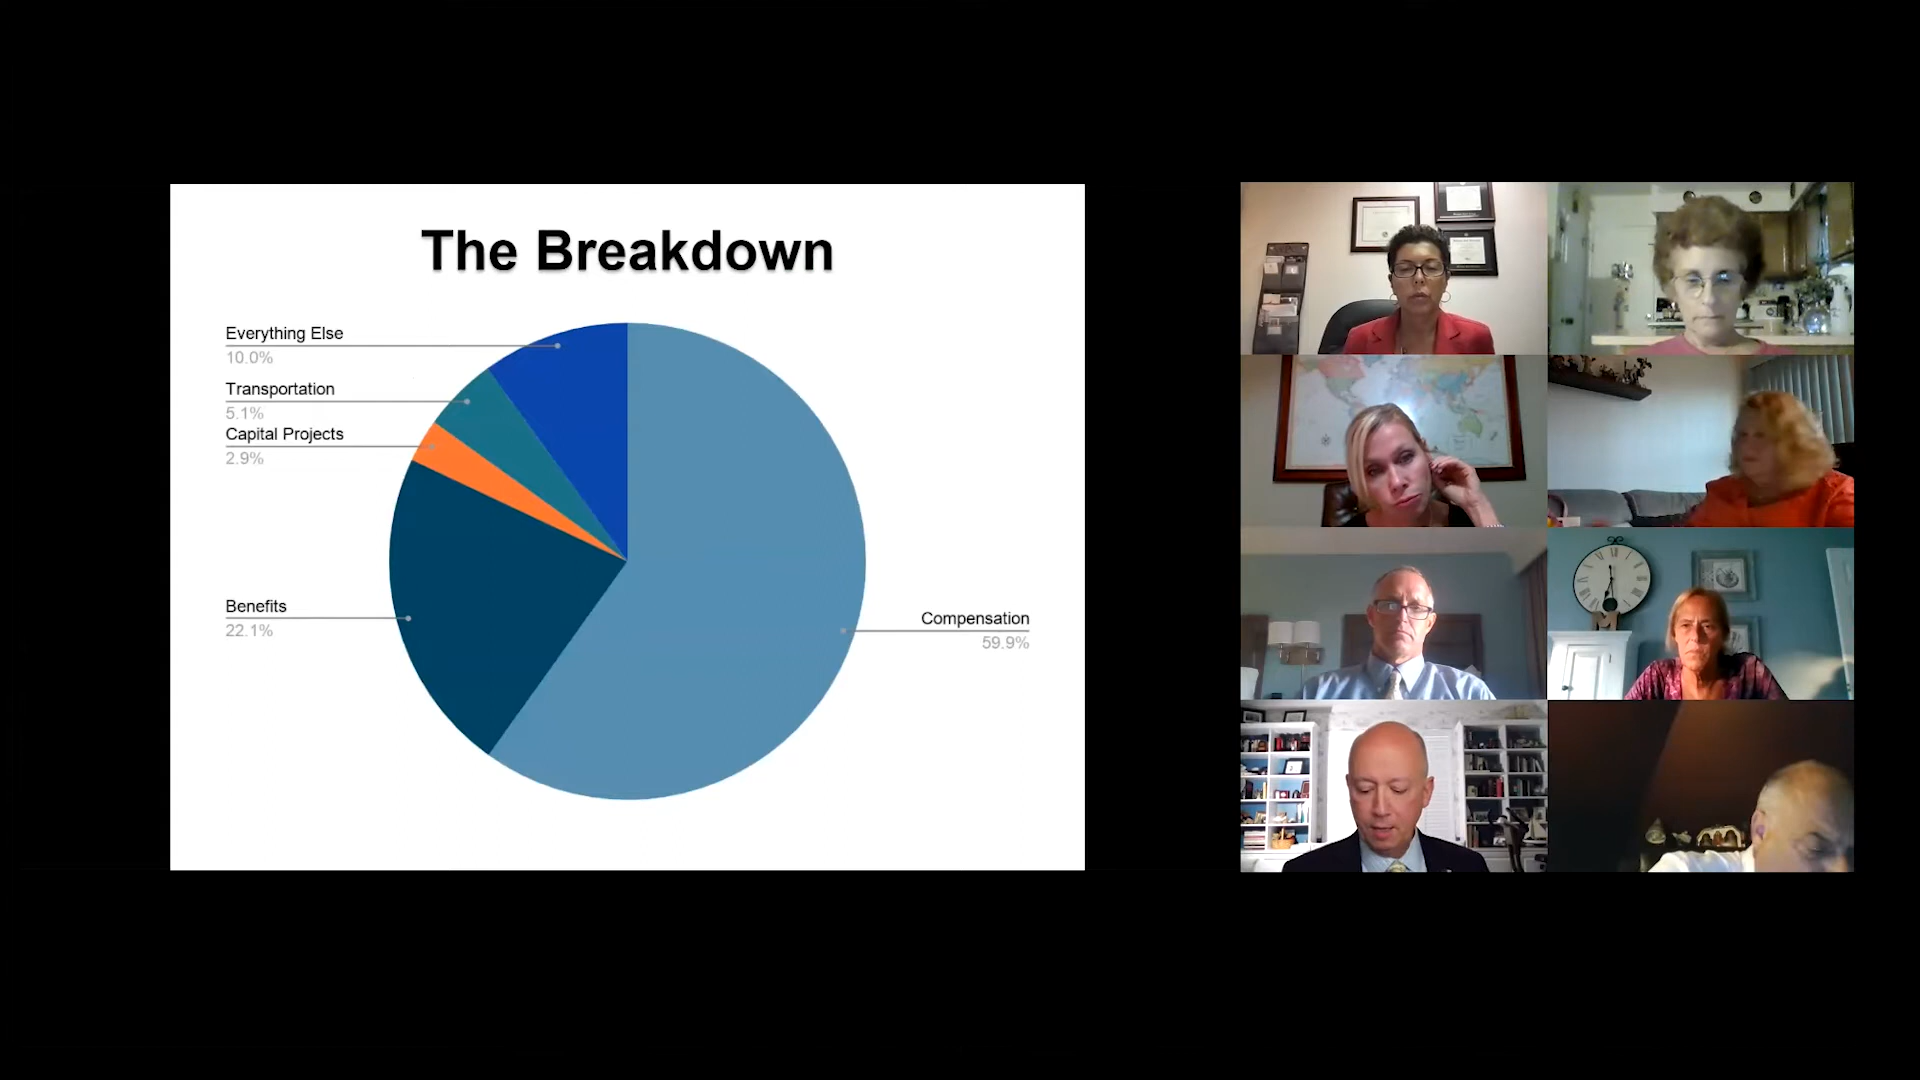 The Breakdown
Everything Else
10.0%
Transportation
5.1%
Capital Projects
2.9%
Benefits
22.1%
Compensation
59.9%